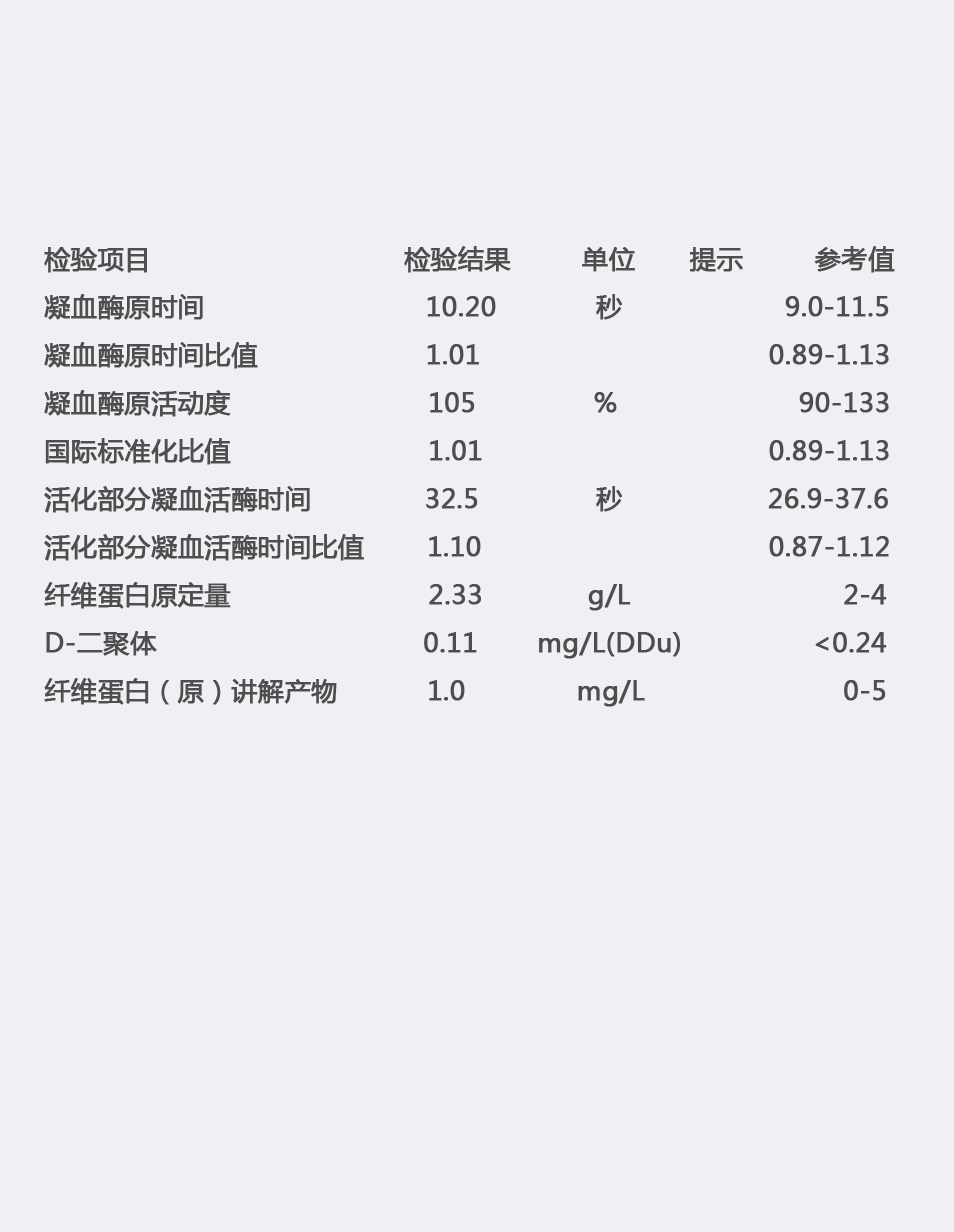 检验项目 检验结果 单位 提示 参考值
凝血酶原时间 10.20 秒 9.0-11.5
凝血酶原时间比值 1.01 0.89-1.13
凝血酶原活动度 105 % 90-133
国际标准化比值 1.01 0.89-1.13
活化部分凝血活酶时间 32.5 秒 26.9-37.6
活化部分凝血活酶时间比值 1.10 0.87-1.12
纤维蛋白原定量 2.33 g/L 2-4
D-二聚体 0.11 mg/L(DDu) <0.24
纤维蛋白（原）讲解产物 1.0 mg/L 0-5